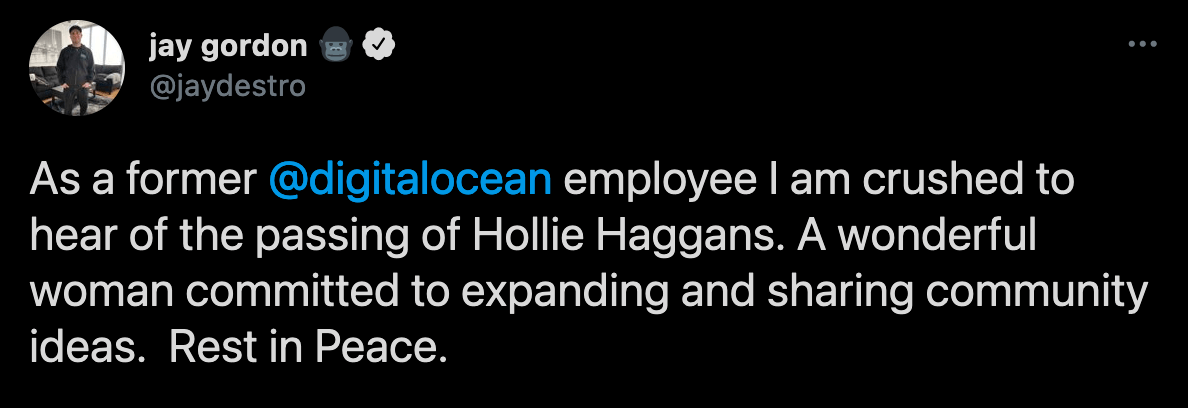 jay gordon 🦍
@jaydestro
As a former @digitalocean employee I am crushed to
hear of the passing of Hollie Haggans. A wonderful
woman committed to expanding and sharing community
ideas.  Rest in Peace.